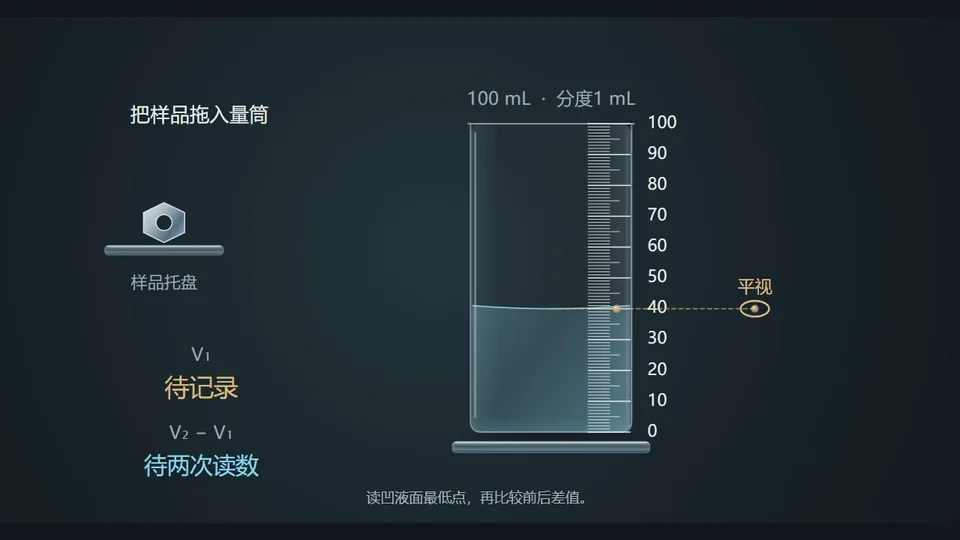 把样品拖入量筒
样品托盘
V₁
待记录
V₂ − V₁
待两次读数
100 mL · 分度1 mL
100
90
80
70
60
50
40
30
20
10
0
平视
读凹液面最低点，再比较前后差值。